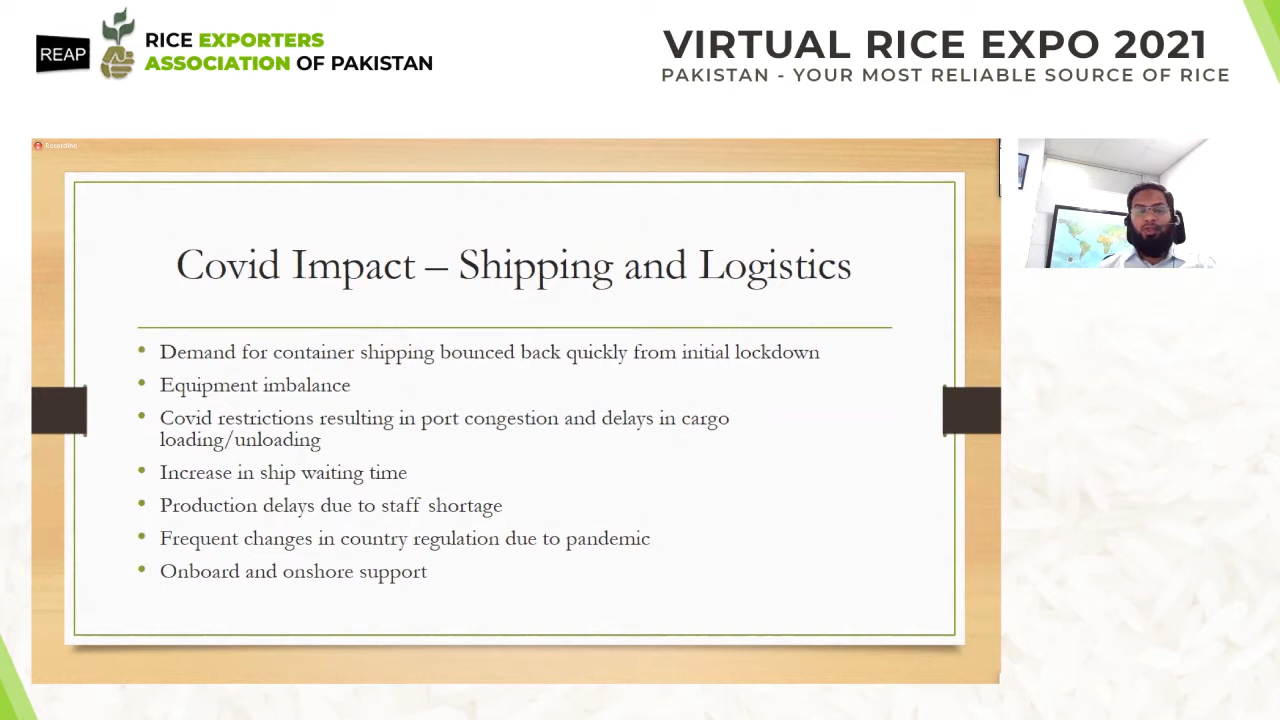 REAP
RICE EXPORTERS
ASSOCIATION OF PAKISTAN
VIRTUAL RICE EXPO 2021
PAKISTAN - YOUR MOST RELIABLE SOURCE OF RICE
Recording
Covid Impact – Shipping and Logistics
• Demand for container shipping bounced back quickly from initial lockdown
• Equipment imbalance
• Covid restrictions resulting in port congestion and delays in cargo
loading/unloading
• Increase in ship waiting time
• Production delays due to staff shortage
• Frequent changes in country regulation due to pandemic
• Onboard and onshore support